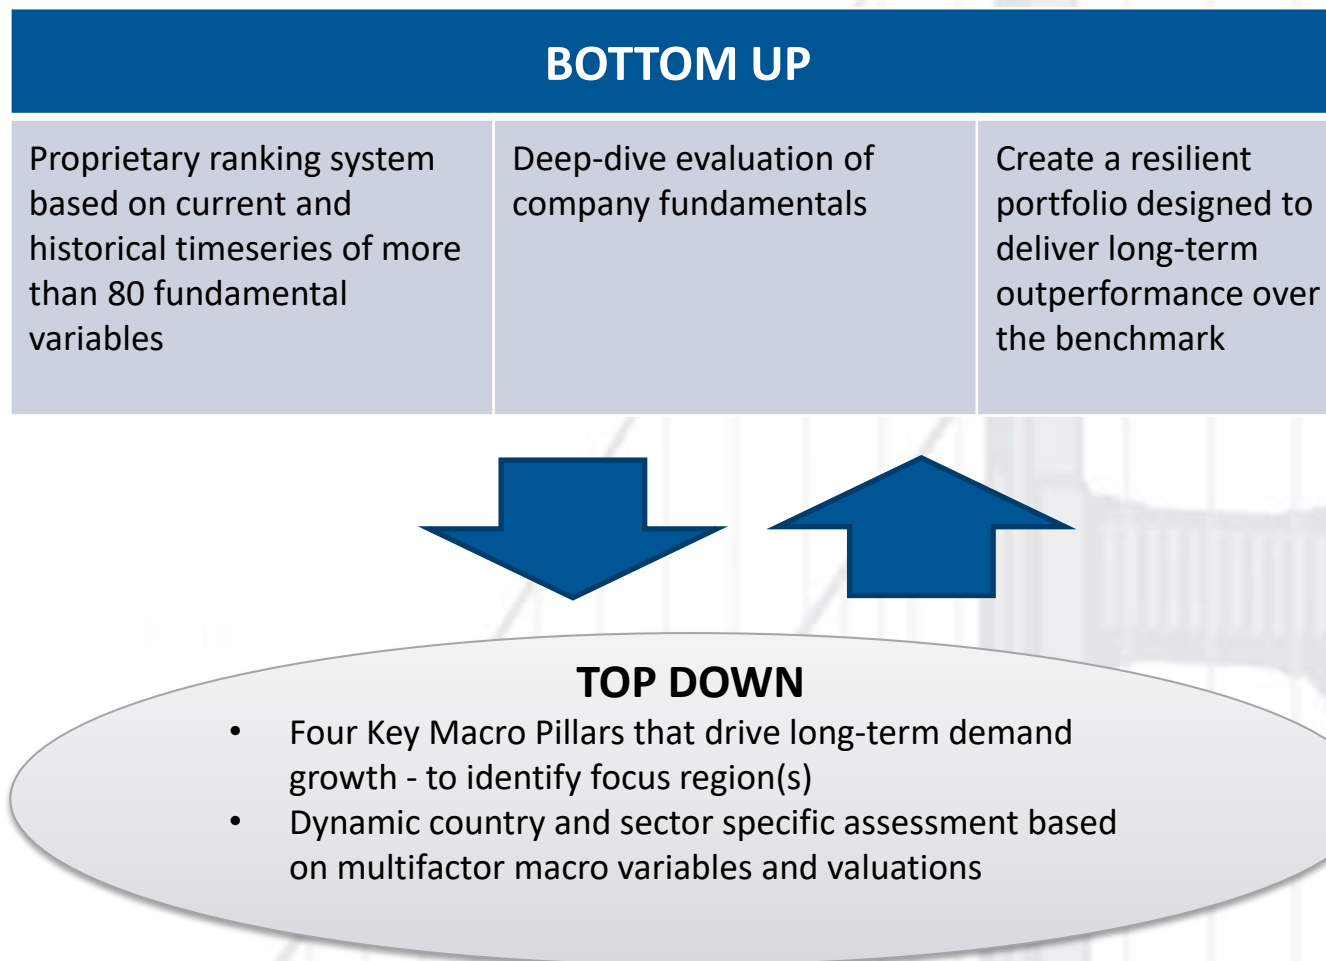 BOTTOM UP
Proprietary ranking system
based on current and
historical timeseries of more
than 80 fundamental
variables
Deep-dive evaluation of
company fundamentals
Create a resilient
portfolio designed to
deliver long-term
outperformance over
the benchmark
TOP DOWN
• Four Key Macro Pillars that drive long-term demand
growth - to identify focus region(s)
• Dynamic country and sector specific assessment based
on multifactor macro variables and valuations